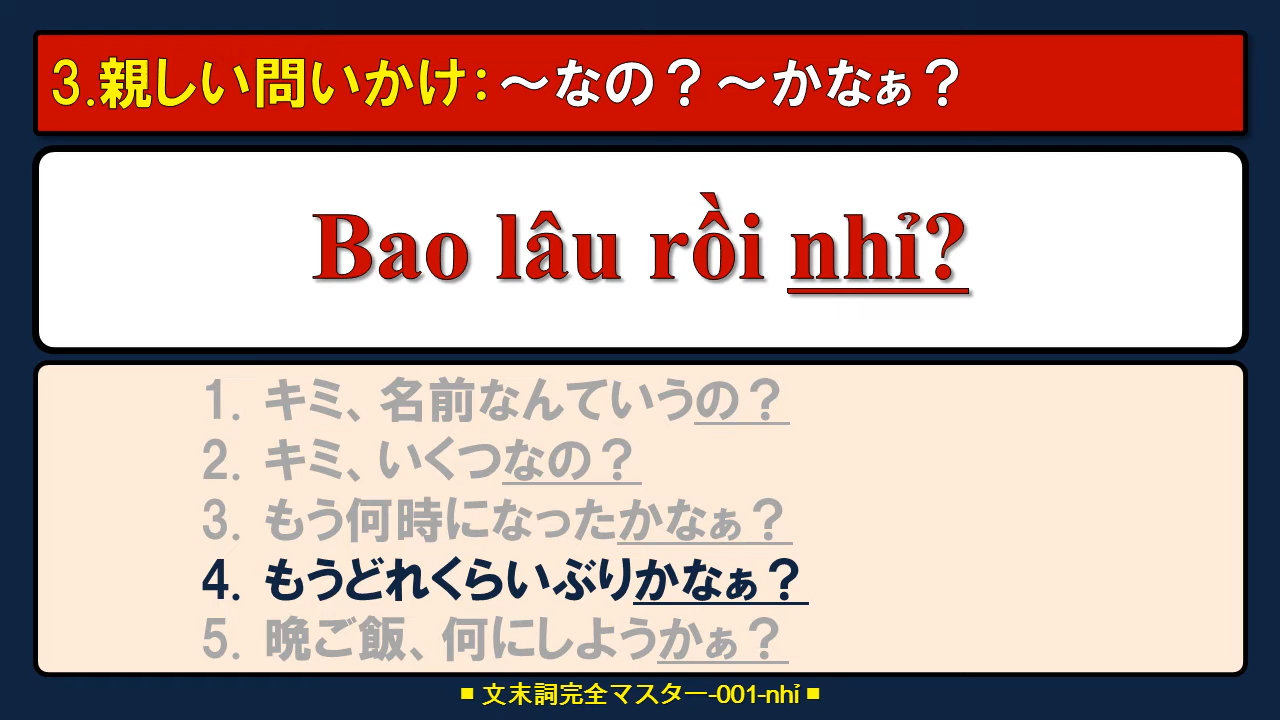 3.親しい問いかけ：～なの？～かなぁ？
Bao lâu rồi nhỉ?
1. キミ、名前なんていうの？
2. キミ、いくつなの？
3. もう何時になったかなぁ？
4. もうどれくらいぶりかなぁ？
5. 晩ご飯、何にしようかぁ？
■ 文末詞完全マスター-001-nhỉ ■